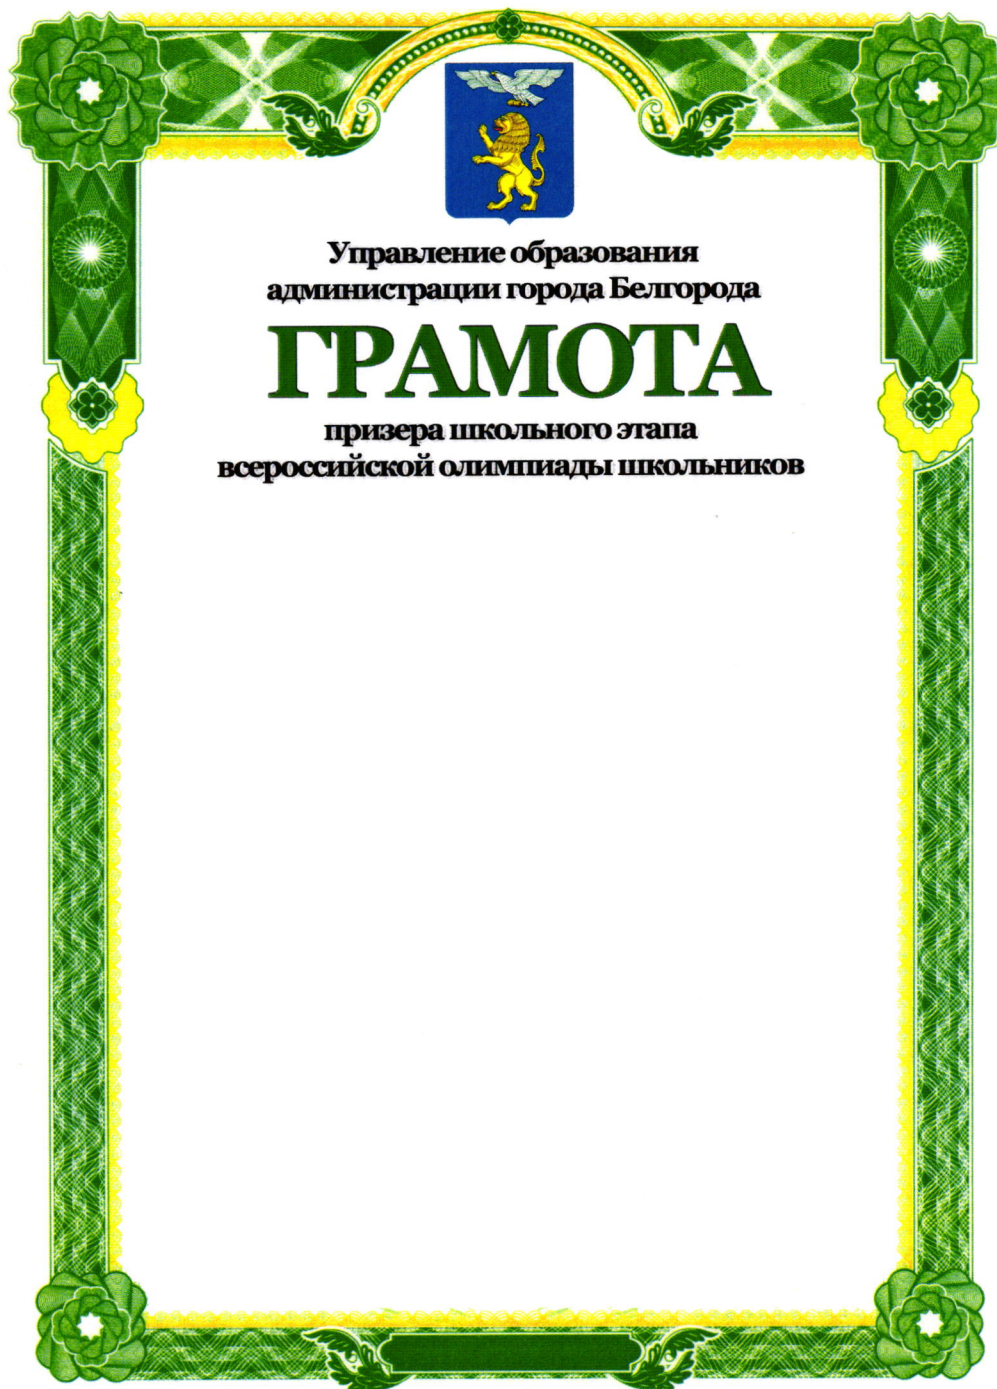 Управление образования
администрации города Белгорода
ГРАМОТА
призера школьного этапа
всероссийской олимпиады школьников